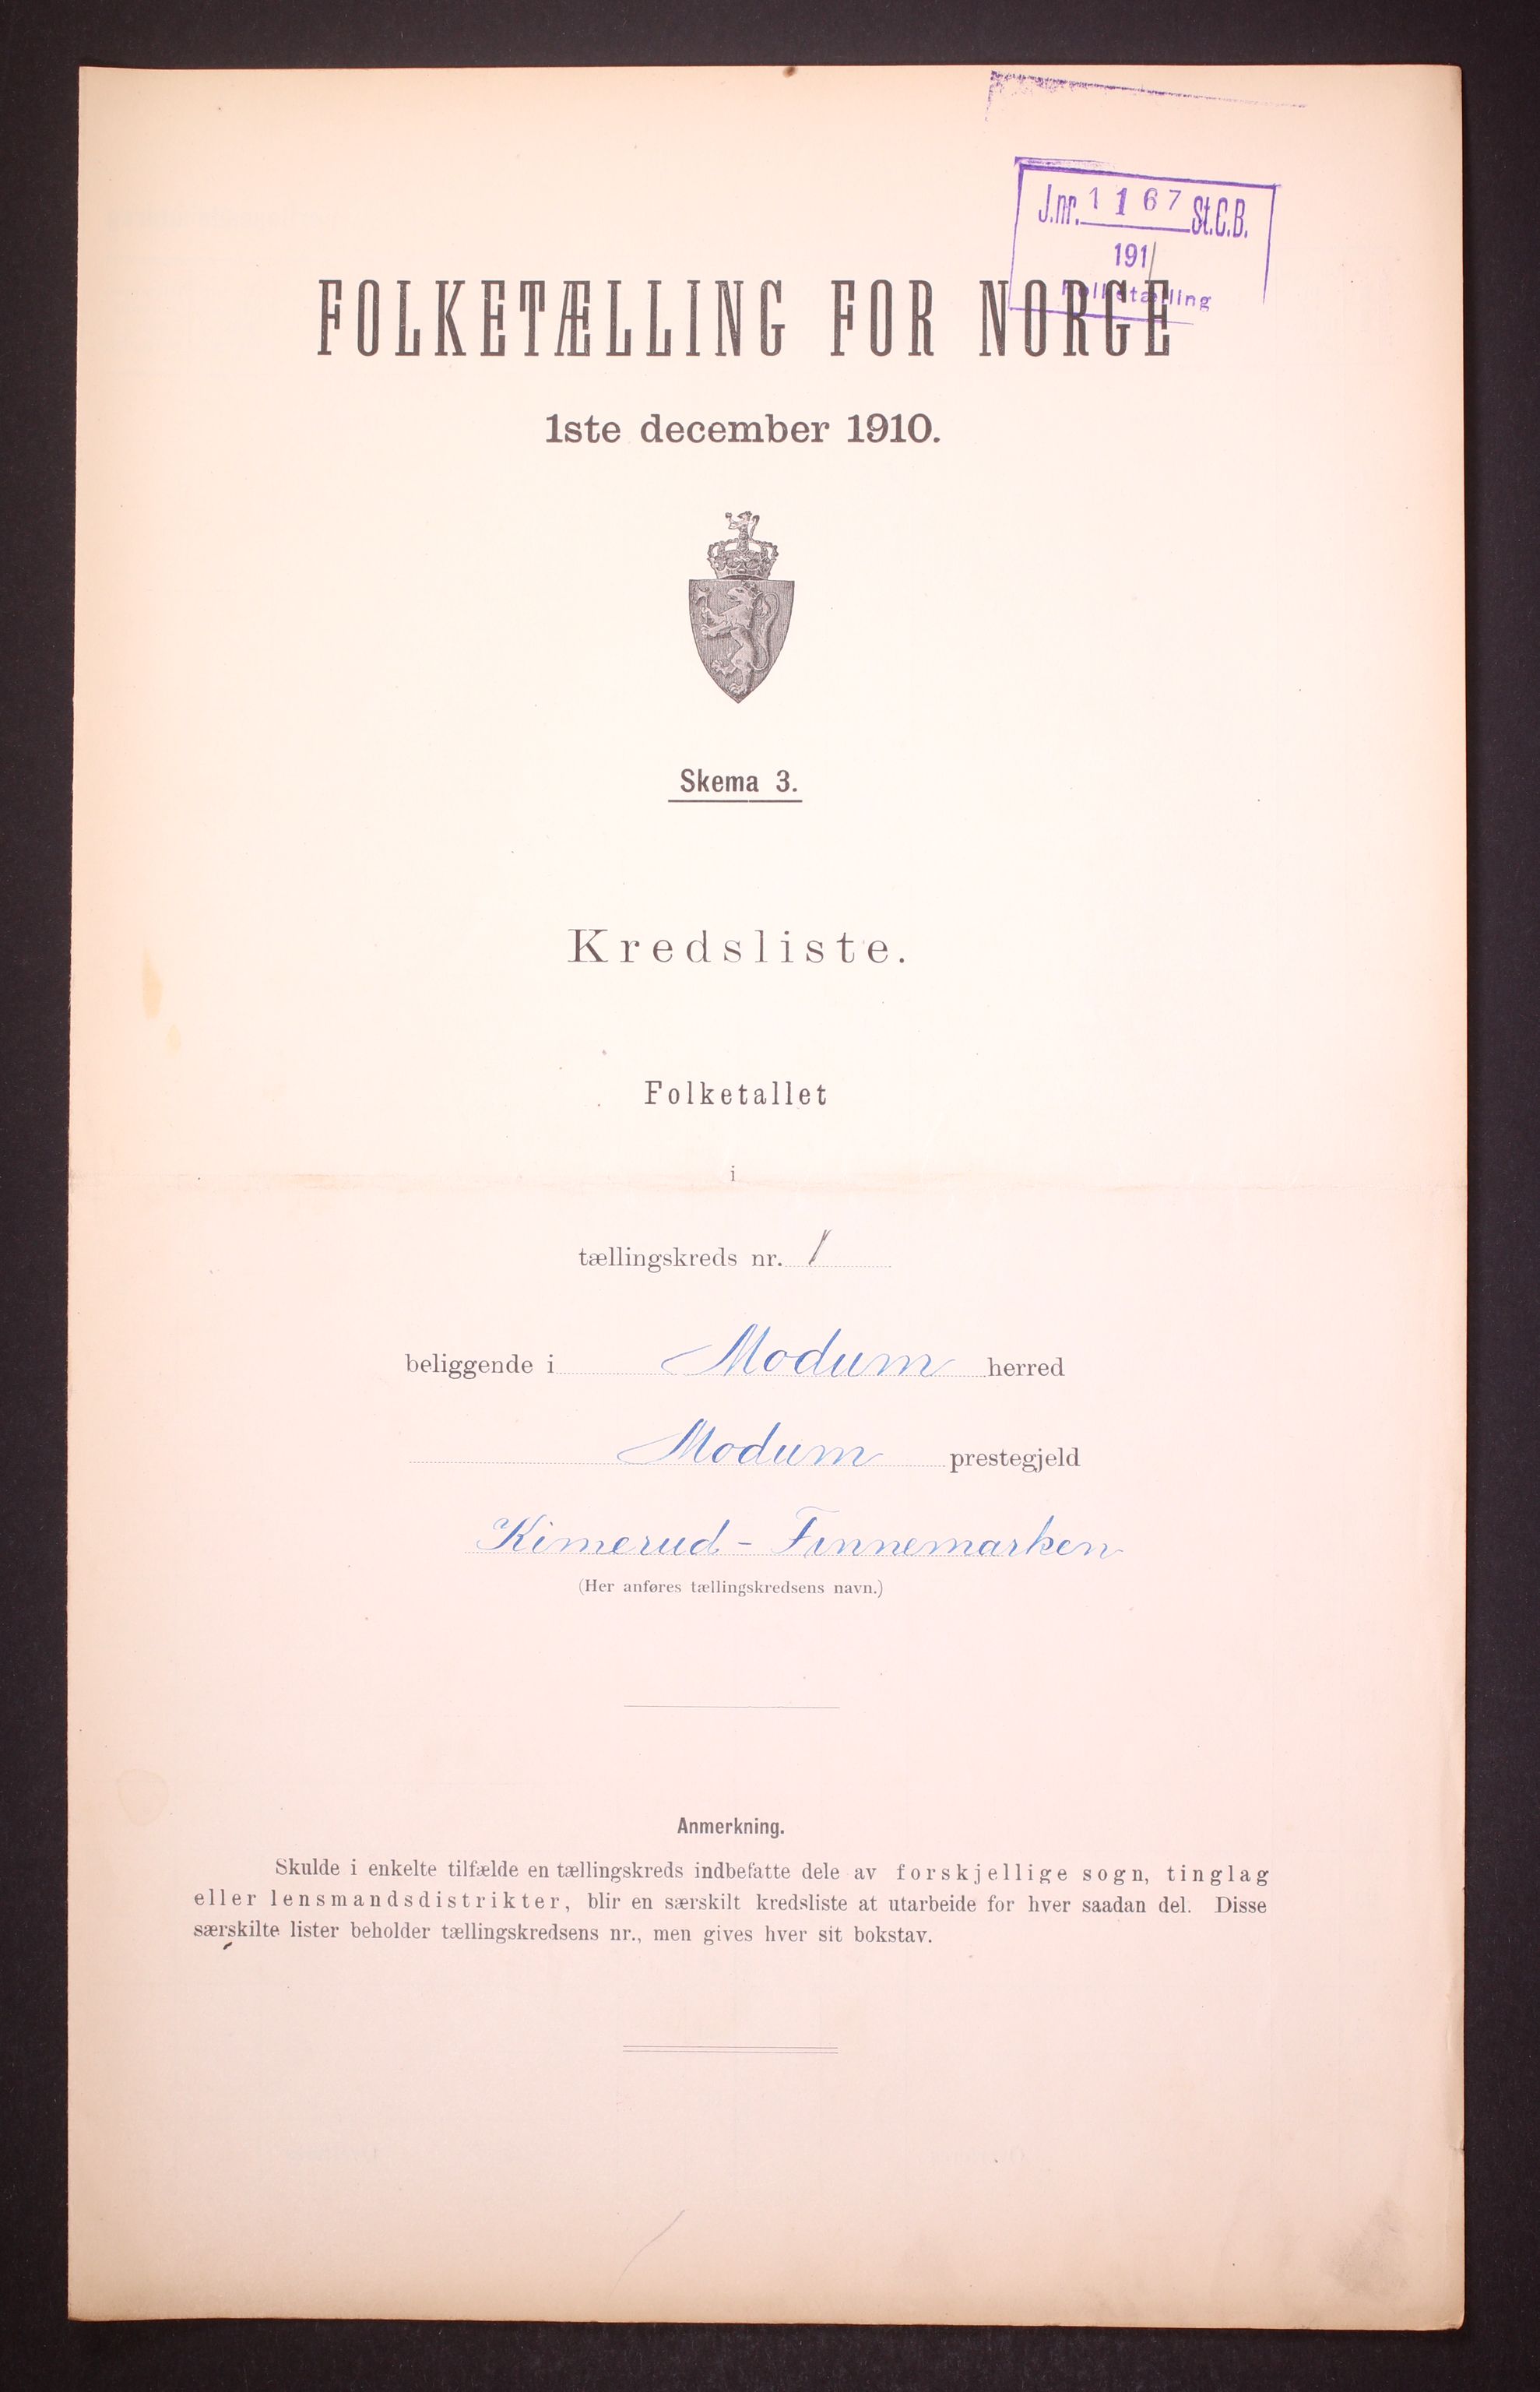 J.nr. 1167 St.C.B.
1911
Folketælling
FOLKETÆLLING FOR NORGE
1ste december 1910.
Skema 3.
Kredsliste.
Folketallet
i
tællingskreds nr. 1
beliggende i Modum herred
Modum prestegjeld
Kimerud - Finnemarken
(Her anføres tællingskredsens navn.)
Anmerkning.
Skulde i enkelte tilfælde en tællingskreds indbefatte dele av forskjellige sogn, tinglag
eller lensmandsdistrikter, blir en særskilt kredsliste at utarbeide for hver saadan del. Disse
særskilte lister beholder tællingskredsens nr., men gives hver sit bokstav.